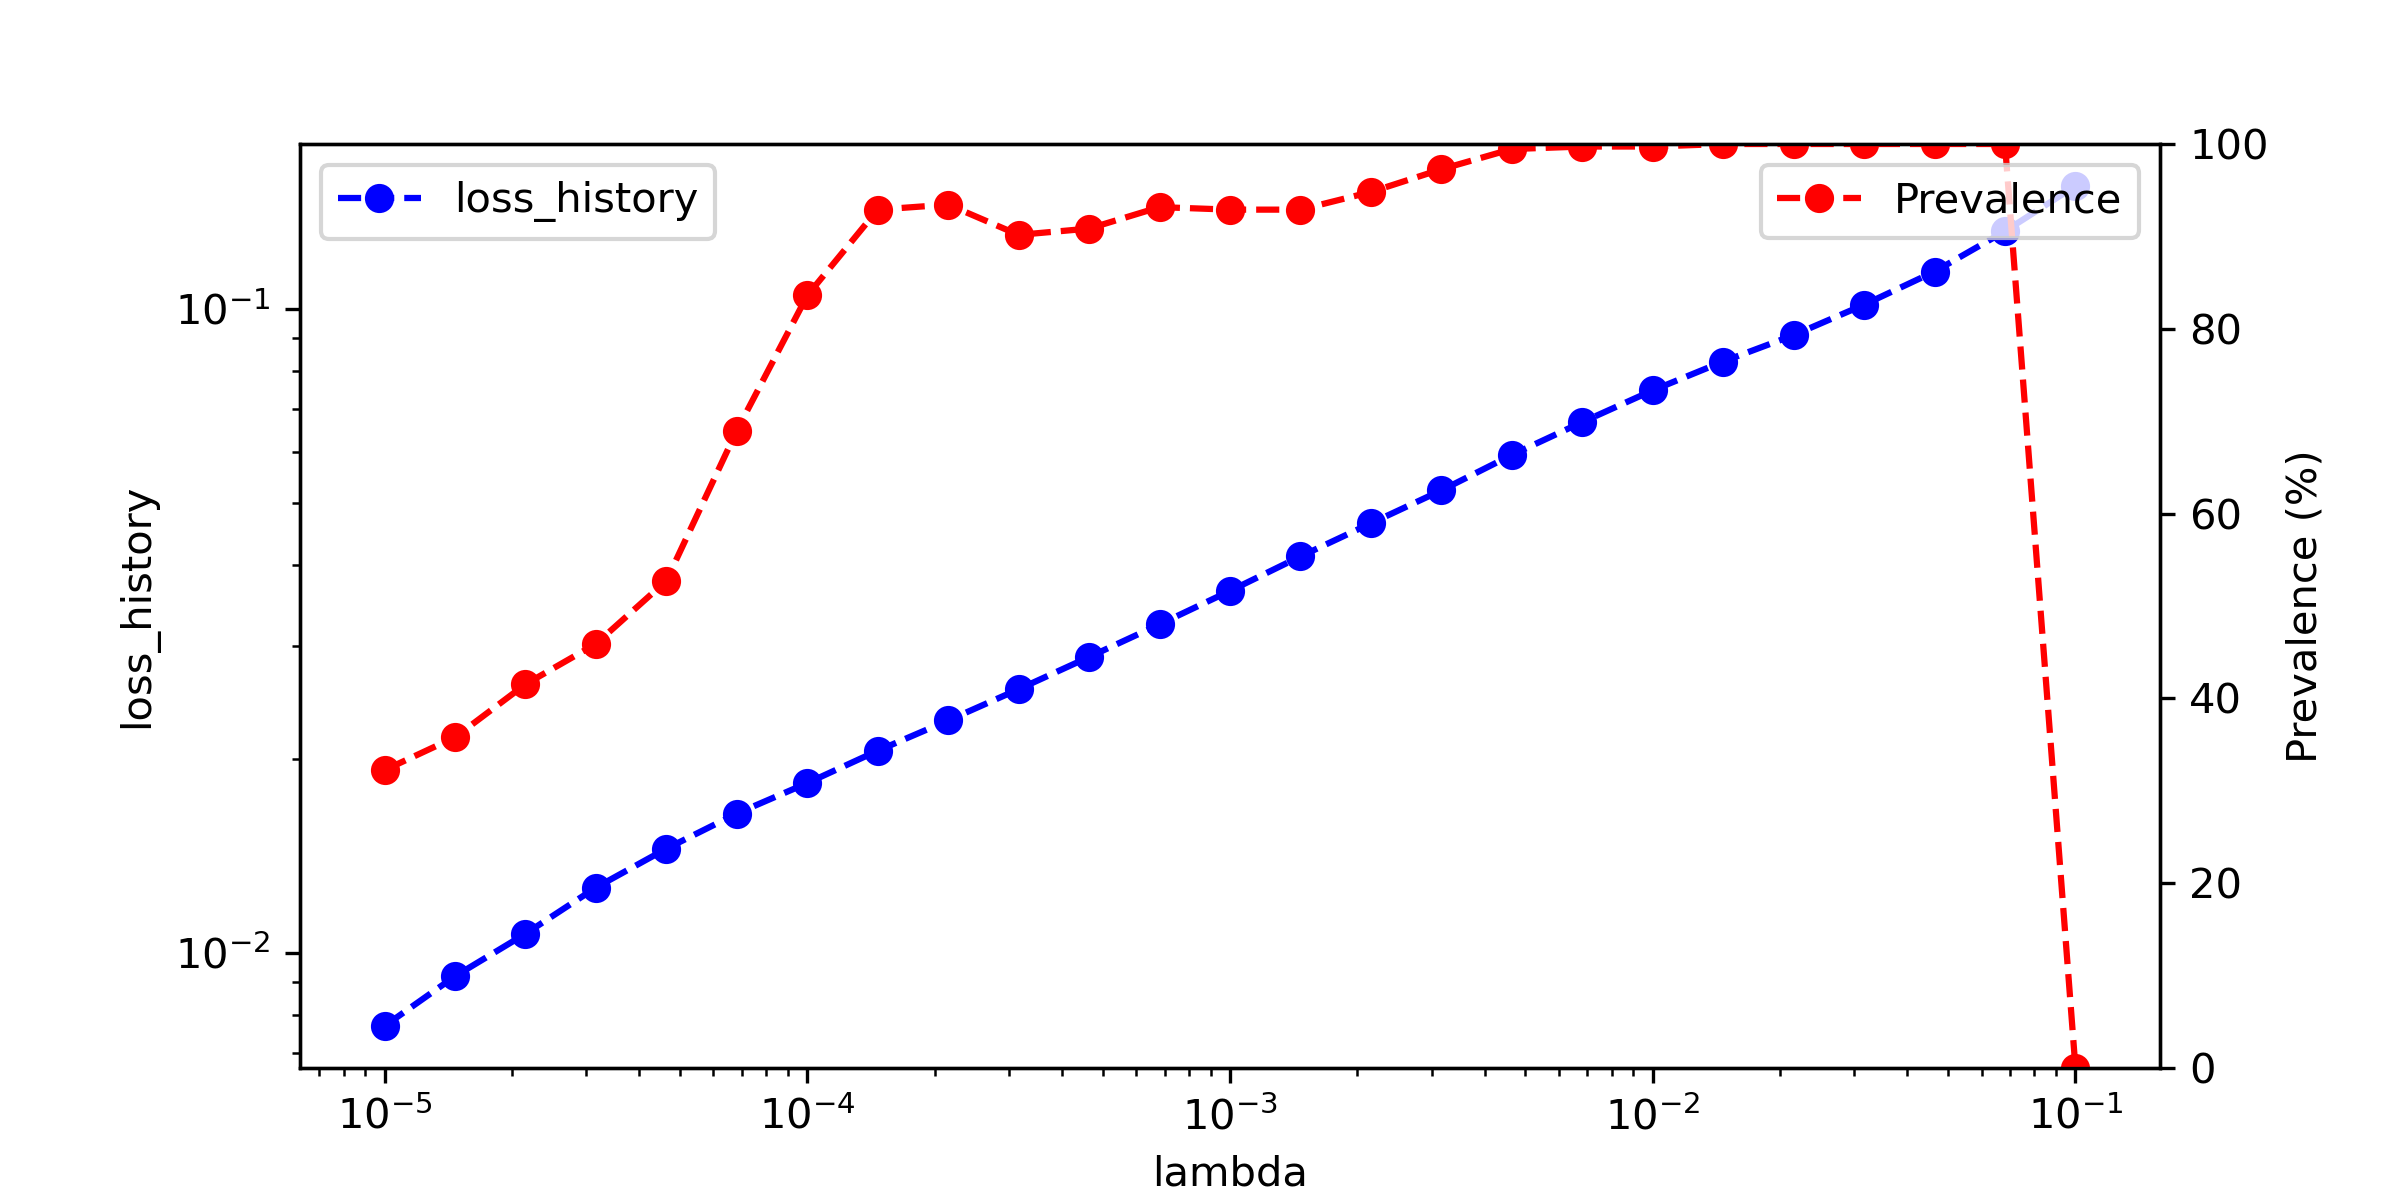 loss_history
Prevalence
10⁻¹
10⁻²
loss_history
100
80
60
40
20
0
Prevalence (%)
10⁻⁵
10⁻⁴
10⁻³
10⁻²
10⁻¹
lambda